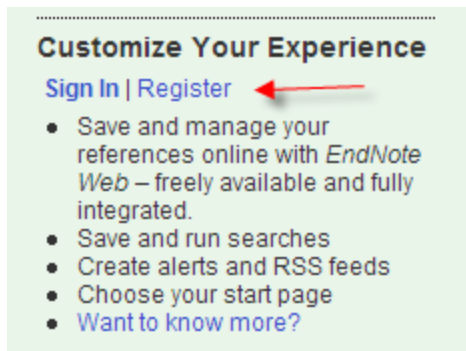 Customize Your Experience
Sign In | Register
● Save and manage your
references online with EndNote
Web – freely available and fully
integrated.
● Save and run searches
● Create alerts and RSS feeds
● Choose your start page
● Want to know more?